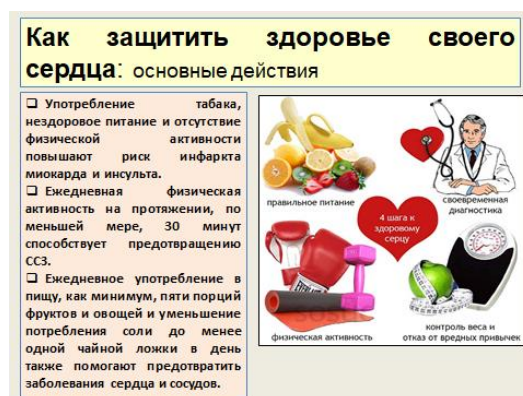 Как защитить здоровье своего
сердца: основные действия
Употребление табака,
нездоровое питание и отсутствие
физической активности
повышают риск инфаркта
миокарда и инсульта.
Ежедневная физическая
активность на протяжении, по
меньшей мере, 30 минут
способствует предотвращению
ССЗ.
Ежедневное употребление в
пищу, как минимум, пяти порций
фруктов и овощей и уменьшение
потребления соли до менее
одной чайной ложки в день
также помогают предотвратить
заболевания сердца и сосудов.
правильное питание
своевременная
диагностика
4 шага к
здоровому
серцу
физическая активность
контроль веса и
отказ от вредных привычек